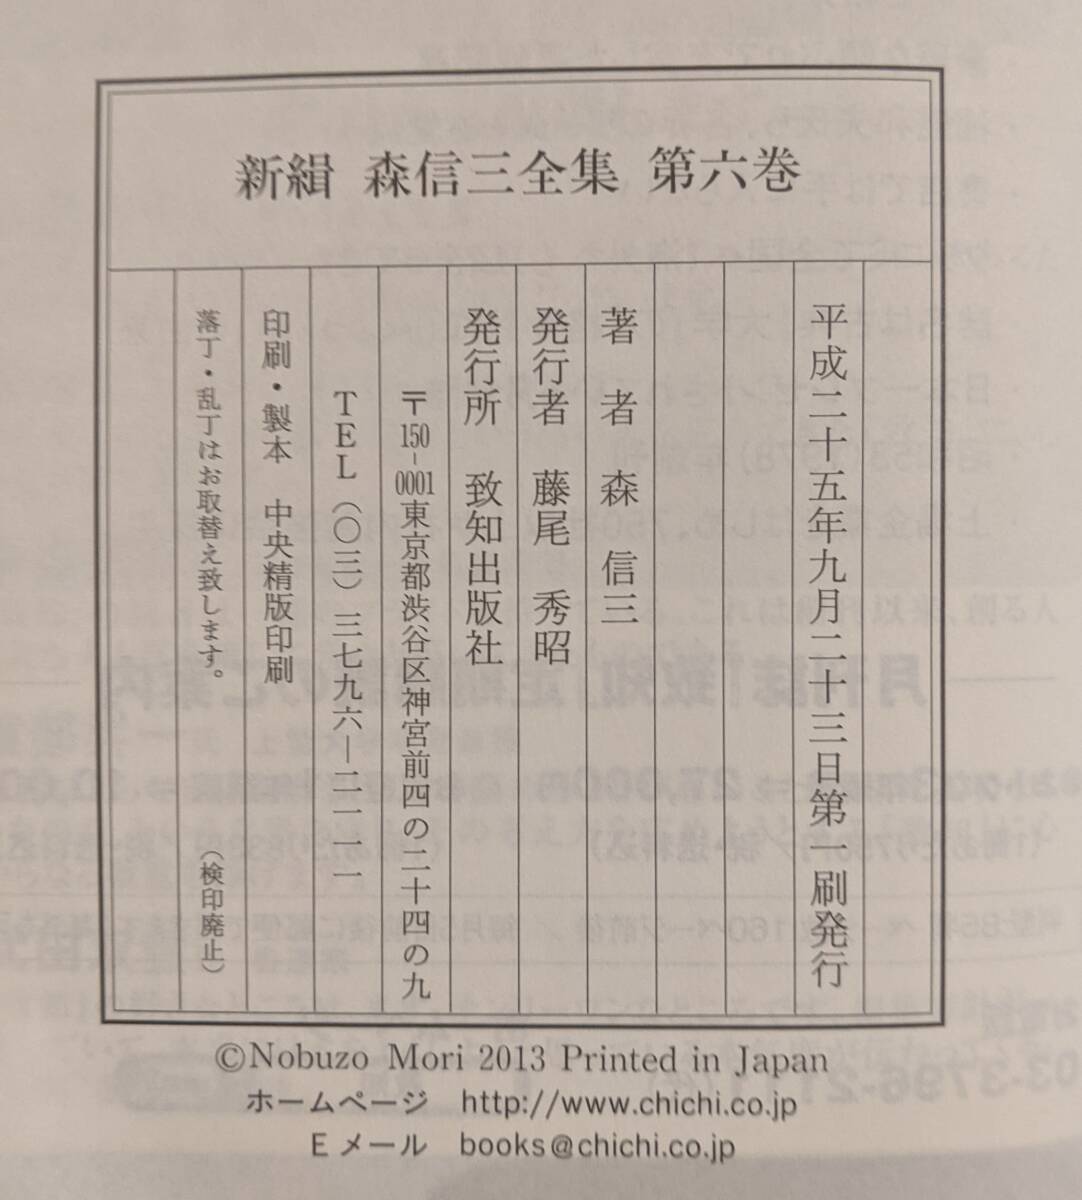 新緝 森信三全集 第六巻
平成二十五年九月二十三日第一刷発行
著 者 森 信三
発行者 藤尾 秀昭
発行所 致知出版社
〒150-0001東京都渋谷区神宮前四の二十四の九
TEL(〇三)三七九六―二一一一
印刷・製本 中央精版印刷
落丁・乱丁はお取替え致します。 (検印廃止)
©Nobuzo Mori 2013 Printed in Japan
ホームページ http://www.chichi.co.jp
Eメール books@chichi.co.jp